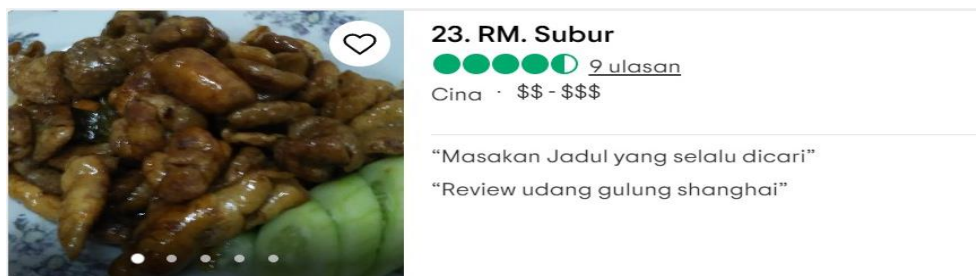 23. RM. Subur
9 ulasan
Cina · $$ - $$$
“Masakan Jadul yang selalu dicari”
“Review udang gulung shanghai”